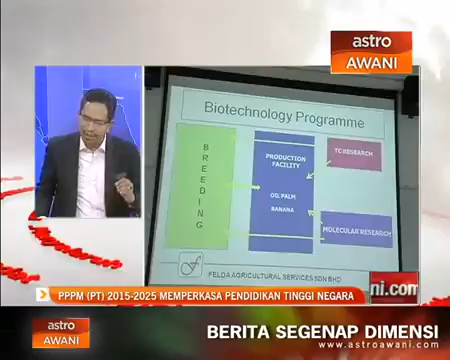 astro
AWANI
Biotechnology Programme
BREEDING
PRODUCTION
FACILITY
OIL PALM
BANANA
TC RESEARCH
MOLECULAR RESEARCH
FELDA AGRICULTURAL SERVICES SDN BHD
ni.com
PPPM (PT) 2015-2025 MEMPERKASA PENDIDIKAN TINGGI NEGARA
astro
AWANI
BERITA SEGENAP DIMENSI
www.astroawani.com